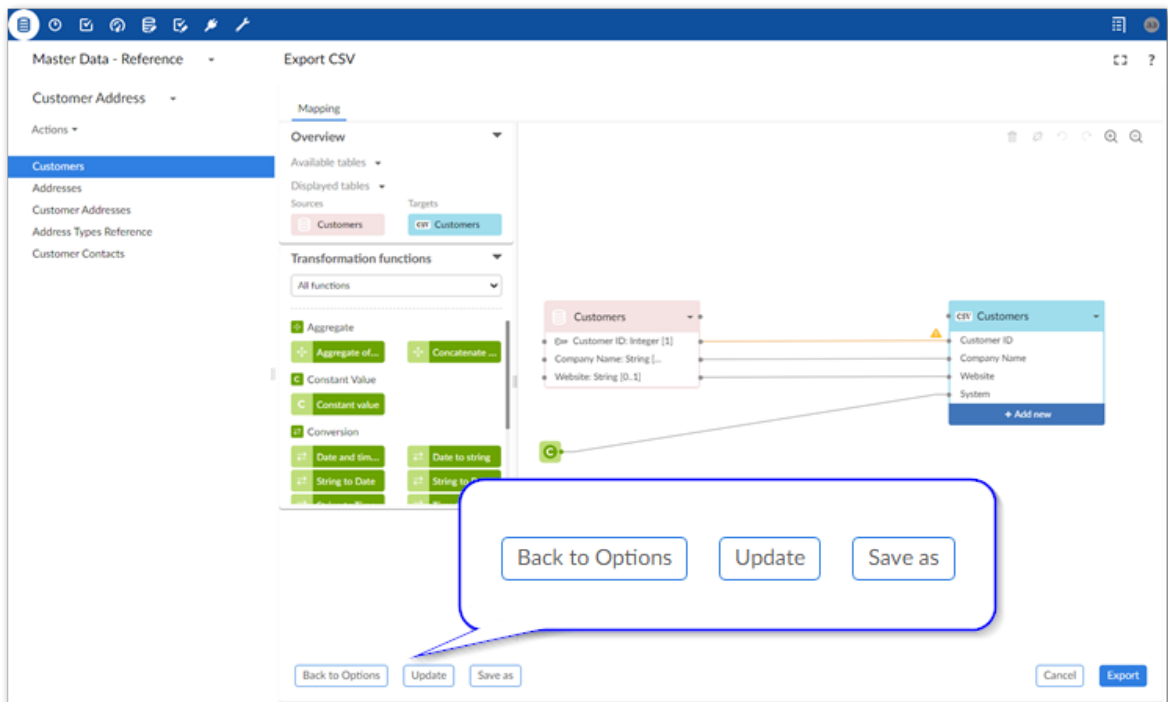 Master Data - Reference
Export CSV
?
Customer Address
Actions
Customers
Addresses
Customer Addresses
Address Types Reference
Customer Contacts
Mapping
Overview
Available tables
Displayed tables
Sources Targets
Customers CSV Customers
Transformation functions
All functions
Aggregate
Aggregate of... Concatenate ...
C Constant Value
C Constant value
Conversion
Date and tim... Date to string
String to Date String to
Customers
Customer ID: Integer [1]
Company Name: String [...
Website: String [0..1]
C
CSV Customers
Customer ID
Company Name
Website
System
+ Add new
Back to Options Update Save as
Back to Options Update Save as Cancel Export